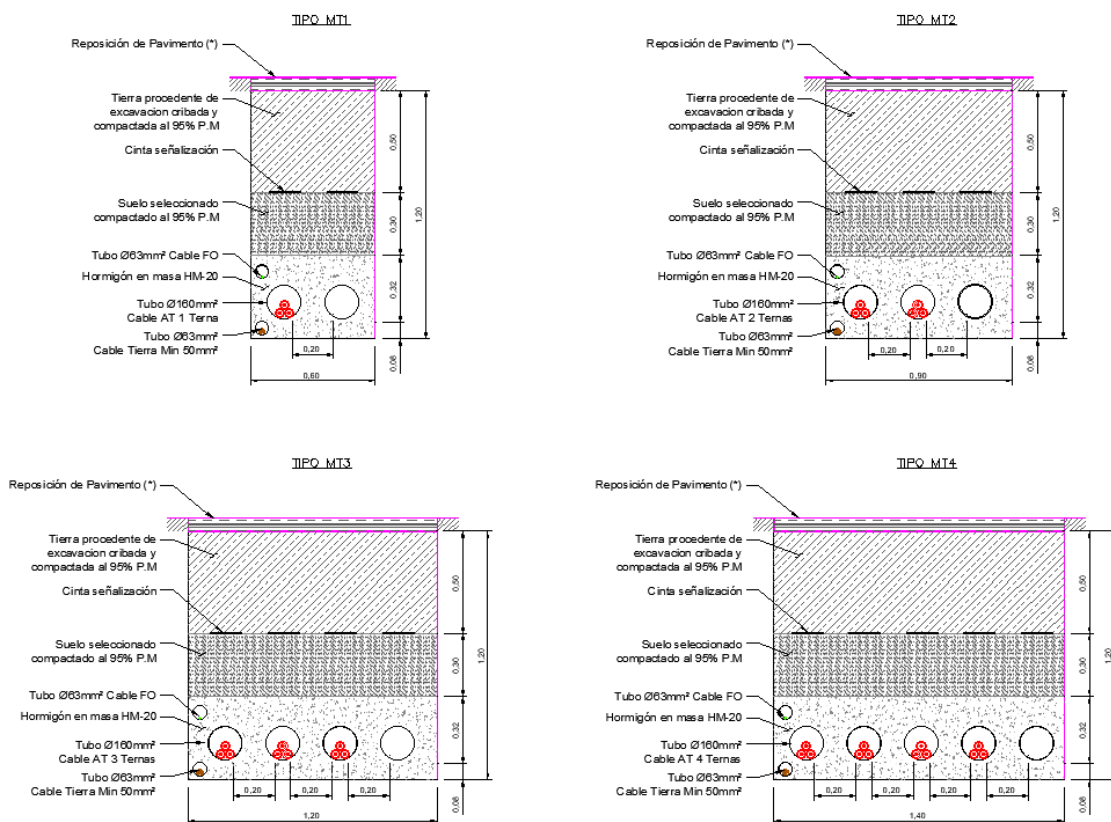 TIPO MT1
Reposición de Pavimento (*)
Tierra procedente de
excavacion cribada y
compactada al 95% P.M
Cinta señalización
Suelo seleccionado
compactado al 95% P.M
Tubo Ø63mm² Cable FO
Hormigón en masa HM-20
Tubo Ø160mm²
Cable AT 1 Terna
Tubo Ø63mm²
Cable Tierra Min 50mm²
0,50
0,30
1,20
0,32
0,08
0,20
0,60
TIPO MT2
Reposición de Pavimento (*)
Tierra procedente de
excavacion cribada y
compactada al 95% P.M
Cinta señalización
Suelo seleccionado
compactado al 95% P.M
Tubo Ø63mm² Cable FO
Hormigón en masa HM-20
Tubo Ø160mm²
Cable AT 2 Ternas
Tubo Ø63mm²
Cable Tierra Min 50mm²
0,50
0,30
1,20
0,32
0,08
0,20
0,20
0,90
TIPO MT3
Reposición de Pavimento (*)
Tierra procedente de
excavacion cribada y
compactada al 95% P.M
Cinta señalización
Suelo seleccionado
compactado al 95% P.M
Tubo Ø63mm² Cable FO
Hormigón en masa HM-20
Tubo Ø160mm²
Cable AT 3 Ternas
Tubo Ø63mm²
Cable Tierra Min 50mm²
0,50
0,30
1,20
0,32
0,08
0,20
0,20
0,20
1,20
TIPO MT4
Reposición de Pavimento (*)
Tierra procedente de
excavacion cribada y
compactada al 95% P.M
Cinta señalización
Suelo seleccionado
compactado al 95% P.M
Tubo Ø63mm² Cable FO
Hormigón en masa HM-20
Tubo Ø160mm²
Cable AT 4 Ternas
Tubo Ø63mm²
Cable Tierra Min 50mm²
0,50
0,30
1,20
0,32
0,08
0,20
0,20
0,20
0,20
1,40